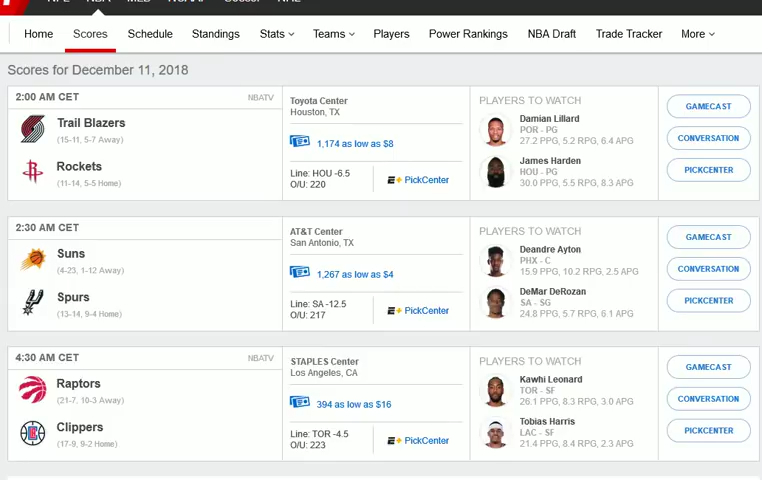 NFL NBA MLB NCAAF Soccer NHL
Home Scores Schedule Standings Stats Teams Players Power Rankings NBA Draft Trade Tracker More
Scores for December 11, 2018
2:00 AM CET NBATV
Trail Blazers
(15-11, 5-7 Away)
Rockets
(11-14, 5-5 Home)
Toyota Center
Houston, TX
1,174 as low as $8
Line: HOU -6.5
O/U: 220
E+ PickCenter
PLAYERS TO WATCH
Damian Lillard
POR - PG
27.2 PPG, 5.2 RPG, 6.4 APG
James Harden
HOU - PG
30.0 PPG, 5.5 RPG, 8.3 APG
GAMECAST
CONVERSATION
PICKCENTER
2:30 AM CET
Suns
(4-23, 1-12 Away)
Spurs
(13-14, 9-4 Home)
AT&T Center
San Antonio, TX
1,267 as low as $4
Line: SA -12.5
O/U: 217
E+ PickCenter
PLAYERS TO WATCH
Deandre Ayton
PHX - C
15.9 PPG, 10.2 RPG, 2.5 APG
DeMar DeRozan
SA - SG
24.8 PPG, 5.7 RPG, 6.1 APG
GAMECAST
CONVERSATION
PICKCENTER
4:30 AM CET NBATV
Raptors
(21-7, 10-3 Away)
Clippers
(17-9, 9-2 Home)
STAPLES Center
Los Angeles, CA
394 as low as $16
Line: TOR -4.5
O/U: 223
E+ PickCenter
PLAYERS TO WATCH
Kawhi Leonard
TOR - SF
26.1 PPG, 8.3 RPG, 3.0 APG
Tobias Harris
LAC - SF
21.4 PPG, 8.4 RPG, 2.3 APG
GAMECAST
CONVERSATION
PICKCENTER